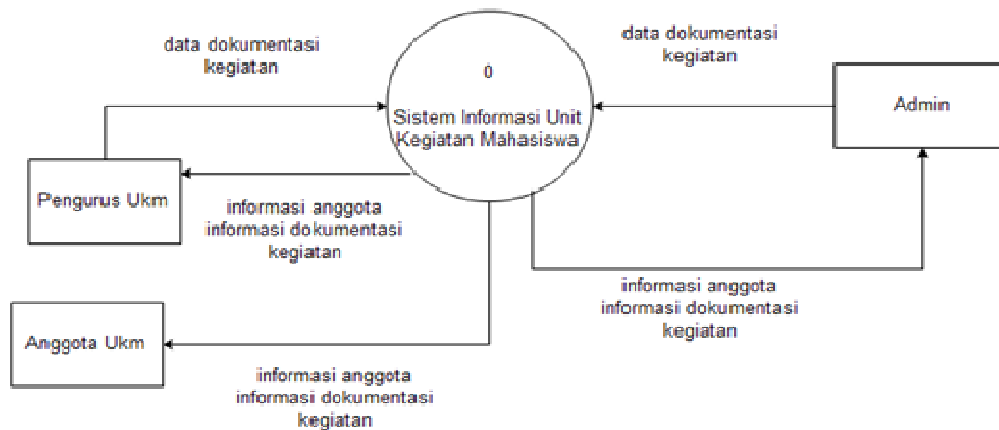 data dokumentasi
kegiatan
data dokumentasi
kegiatan
0
Sistem Informasi Unit
Kegiatan Mahasiswa
Admin
Pengurus Ukm
informasi anggota
informasi dokumentasi
kegiatan
informasi anggota
informasii dokumentasi
kegiatan
Anggota Ukm
informasi anggota
informasi dokumentasi
kegiatan